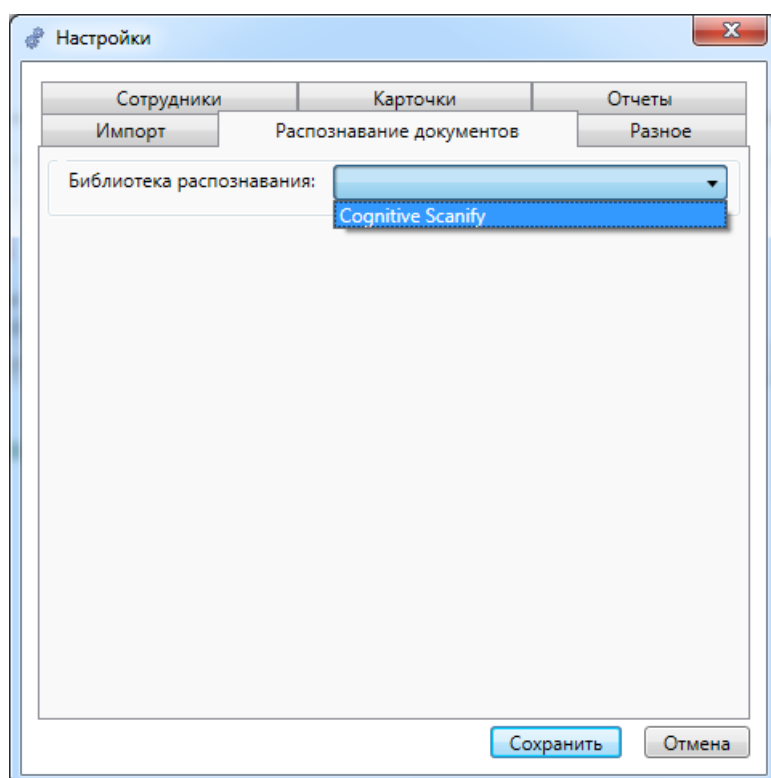 Настройки
Сотрудники Карточки Отчеты
Импорт Распознавание документов Разное
Библиотека распознавания:
Cognitive Scanify
Сохранить Отмена